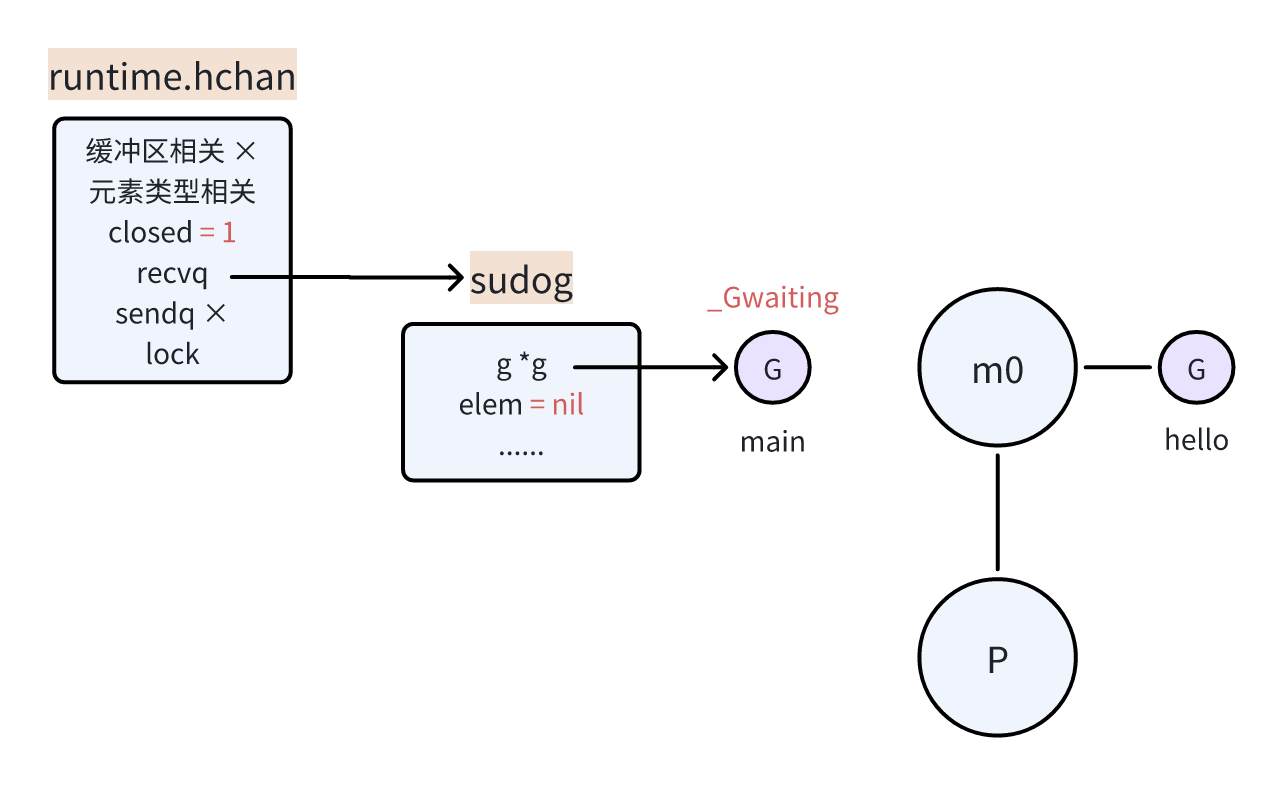 runtime.hchan
缓冲区相关 ×
元素类型相关
closed = 1
recvq
sendq ×
lock
sudog
g *g
elem = nil
......
_Gwaiting
G
main
m0
G
hello
P